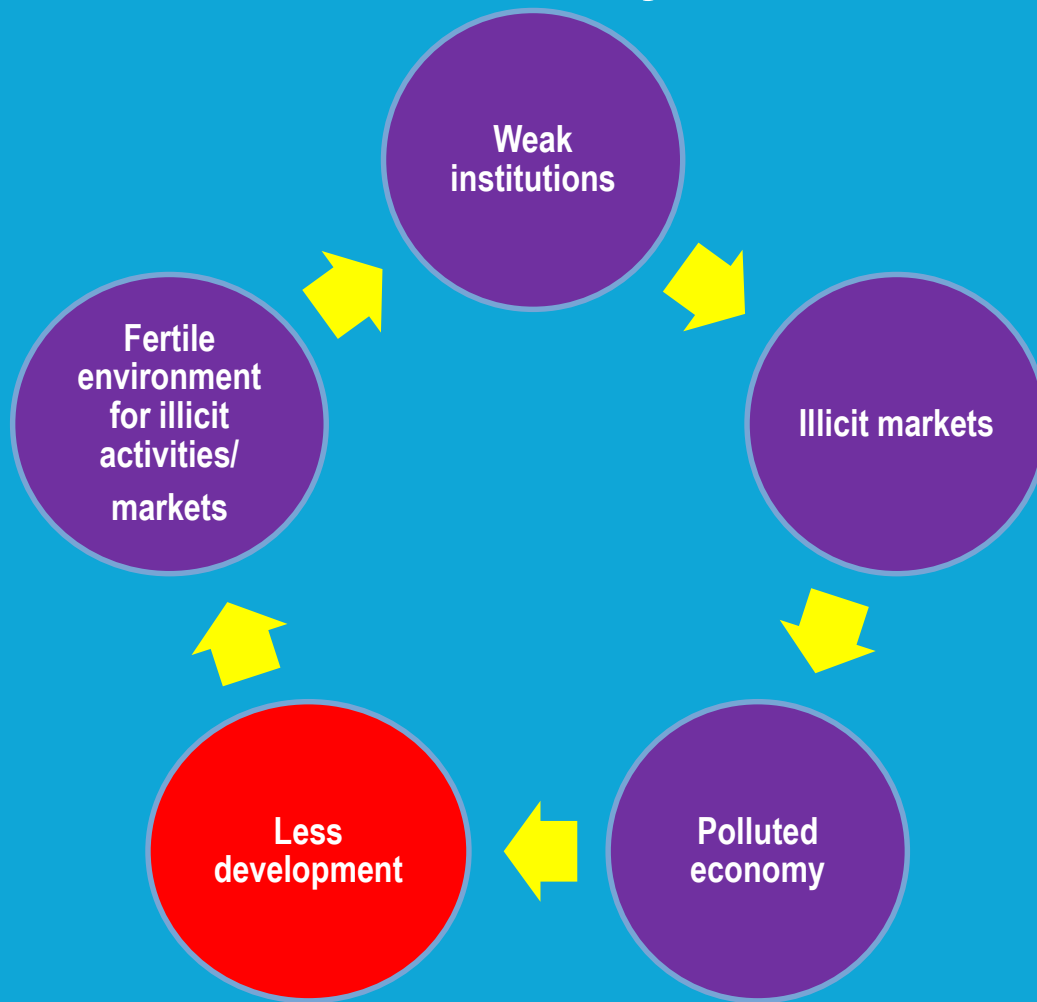 Weak
institutions
Fertile
environment
for illicit
activities/
markets
Illicit markets
Less
development
Polluted
economy